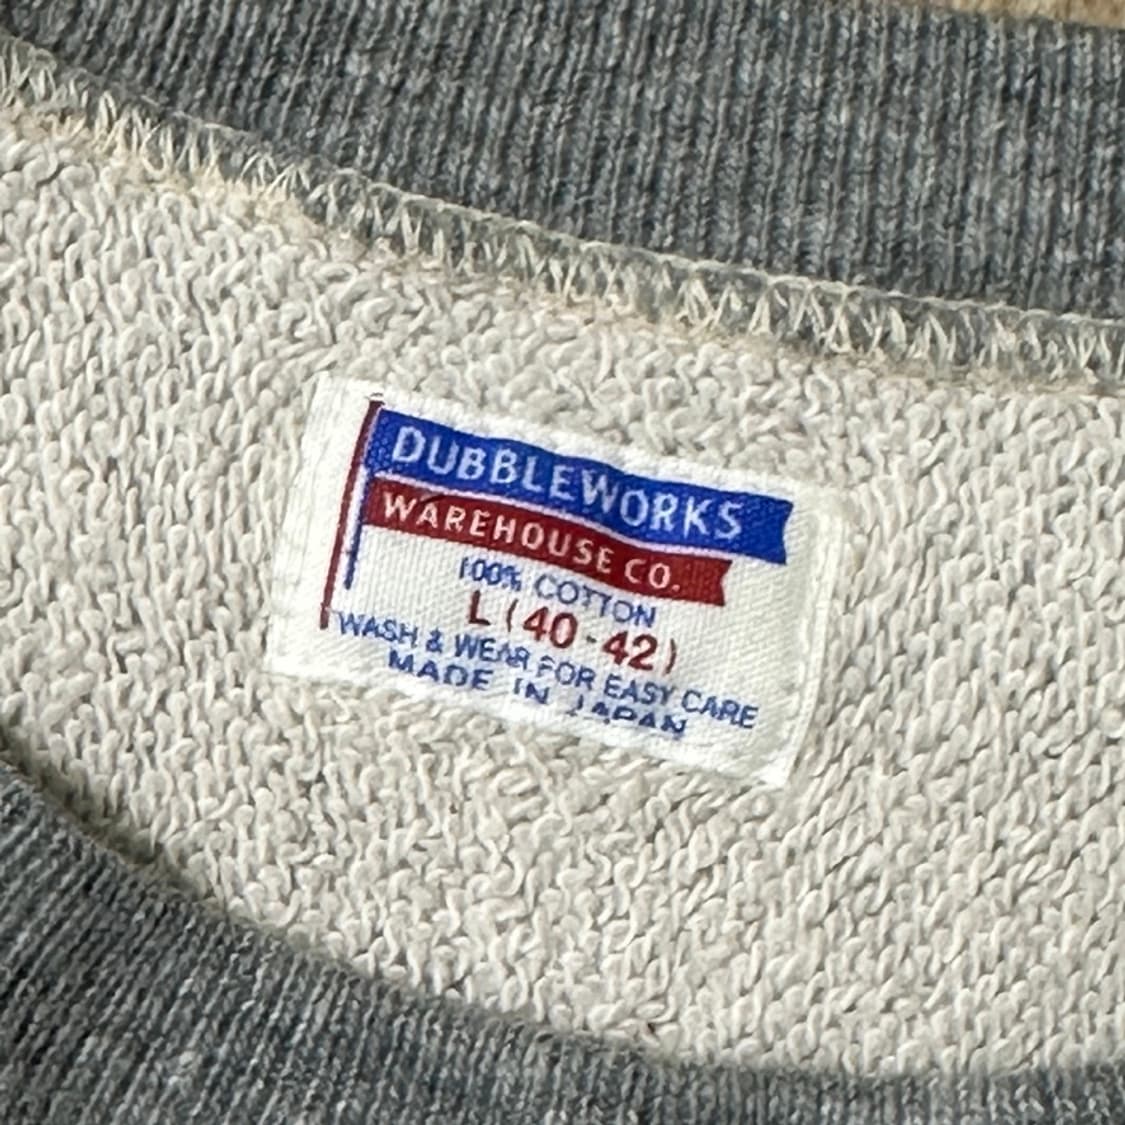 DUBBLEWORKS
WAREHOUSE CO.
100% COTTON
L (40-42)
WASH & WEAR FOR EASY CARE
MADE IN JAPAN